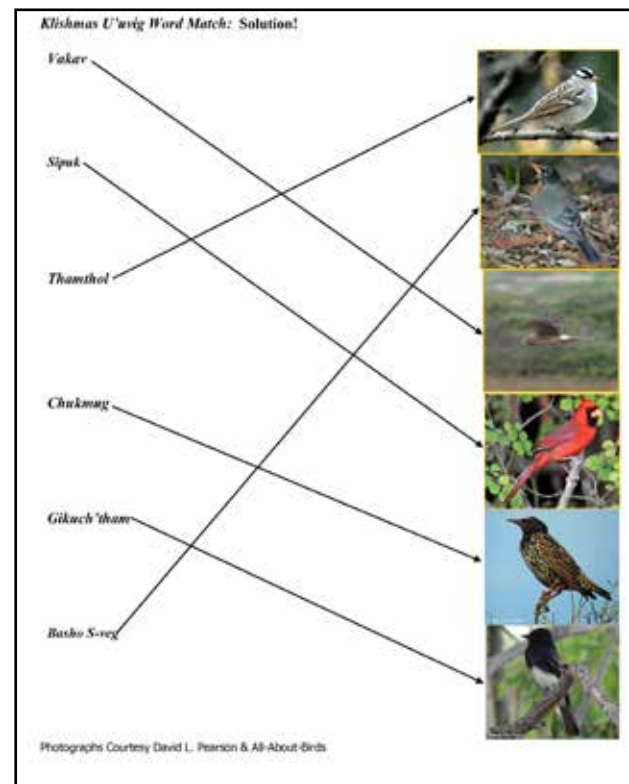 Klishmas U'uvig Word Match: Solution!
Vakav
Sipuk
Thamthol
Chukmug
Gikuch'tham
Basho S-veg
Photographs Courtesy David L. Pearson & All-About-Birds